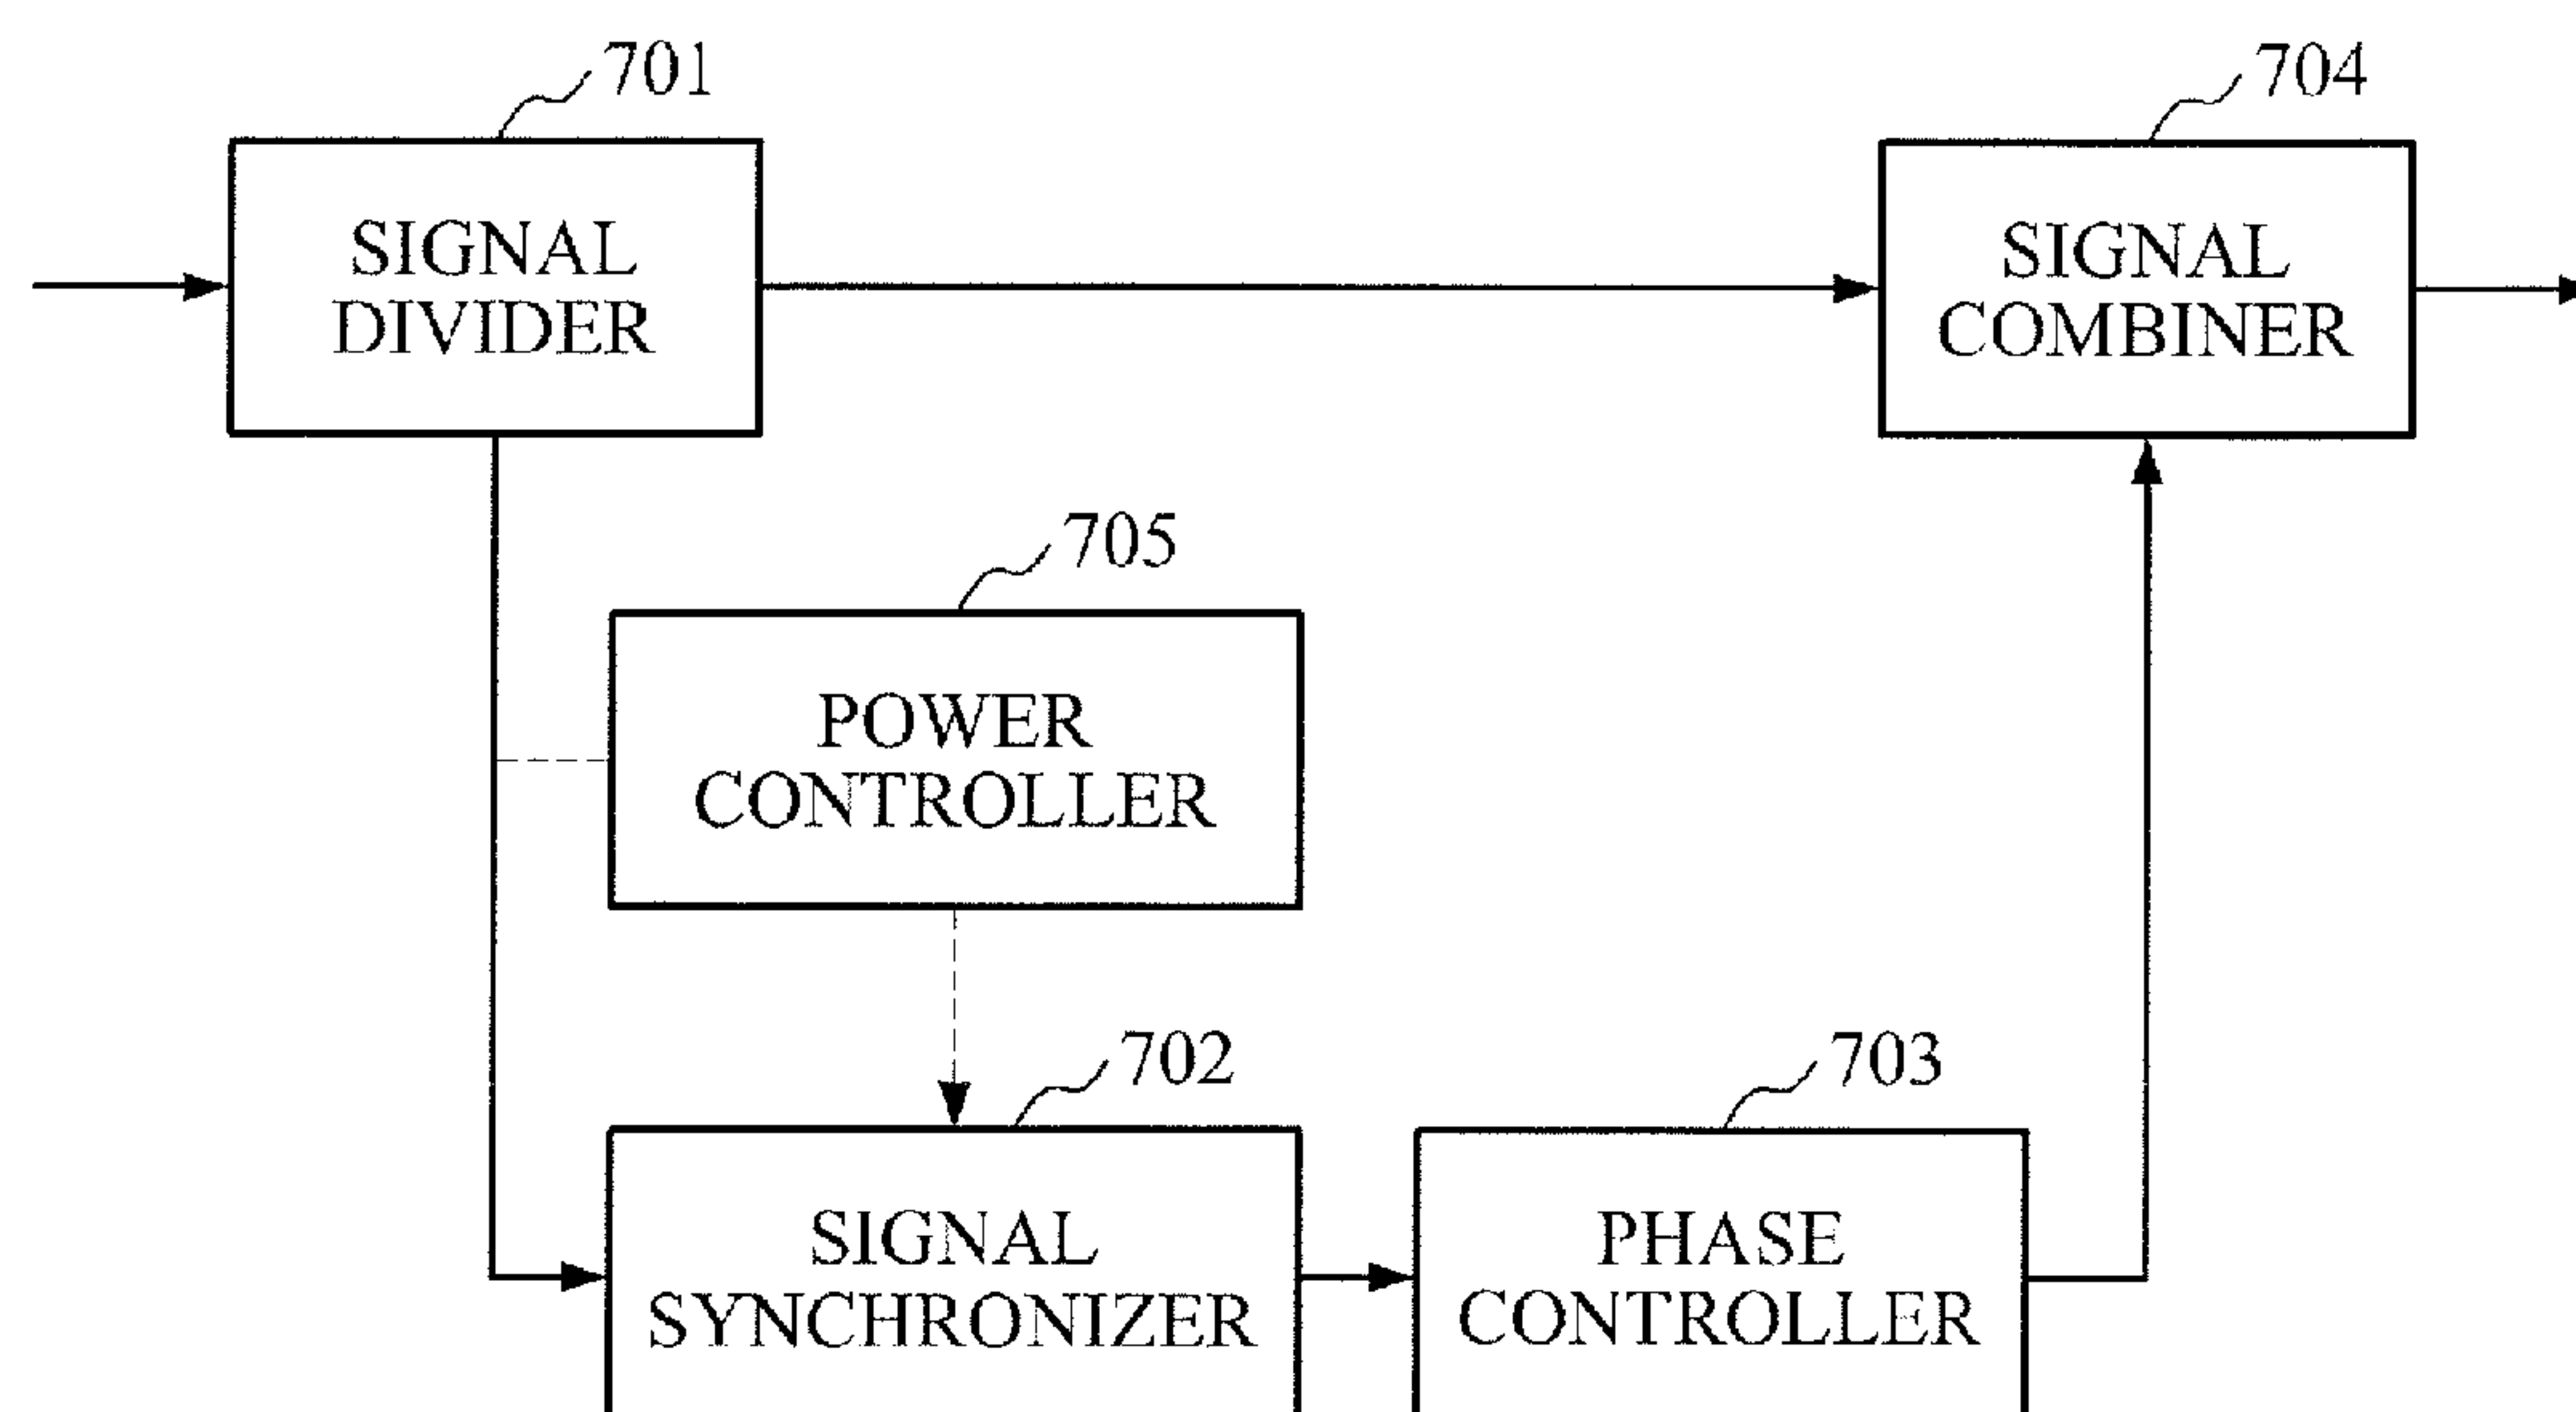 701
704
SIGNAL
DIVIDER
SIGNAL
COMBINER
705
POWER
CONTROLLER
702
703
SIGNAL
SYNCHRONIZER
PHASE
CONTROLLER